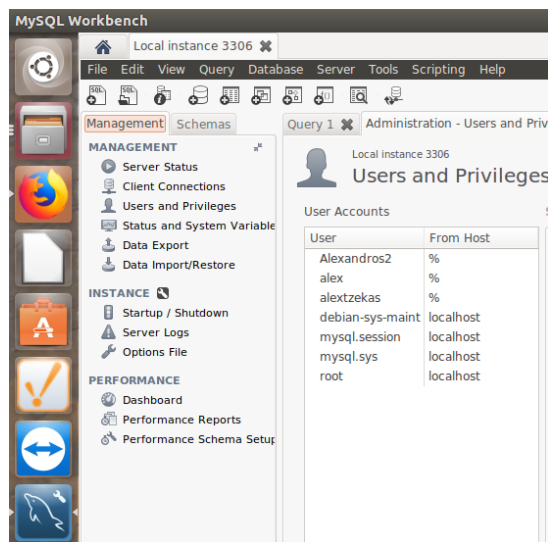 MySQL Workbench
Local instance 3306
File Edit View Query Database Server Tools Scripting Help
Management Schemas
Query 1 Administration - Users and Priv
MANAGEMENT
Local instance 3306
Server Status
Users and Privileges
Client Connections
Users and Privileges
User Accounts
Status and System Variable
User From Host
Data Export
Alexandros2 %
Data Import/Restore
alex %
alextzekas %
INSTANCE
debian-sys-maint localhost
Startup / Shutdown
mysql.session localhost
Server Logs
mysql.sys localhost
Options File
root localhost
PERFORMANCE
Dashboard
Performance Reports
Performance Schema Setup